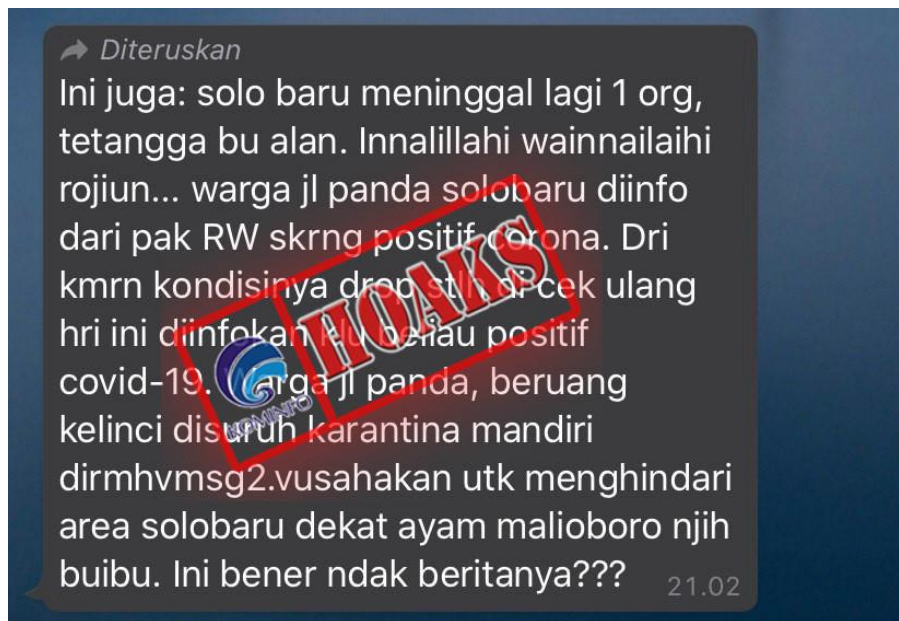 Diteruskan
Ini juga: solo baru meninggal lagi 1 org,
tetangga bu alan. Innalillahi wainnailaihi
rojiun... warga jl panda solobaru diinfo
dari pak RW skrng positif corona. Dri
kmrn kondisinya drop stlh di cek ulang
hri ini diinfokan klu beliau positif
covid-19. Warga jl panda, beruang
kelinci disuruh karantina mandiri
dirmhvmsg2.vusahakan utk menghindari
area solobaru dekat ayam malioboro njih
buibu. Ini bener ndak beritanya???
21.02
HOAKS
KOMINFO